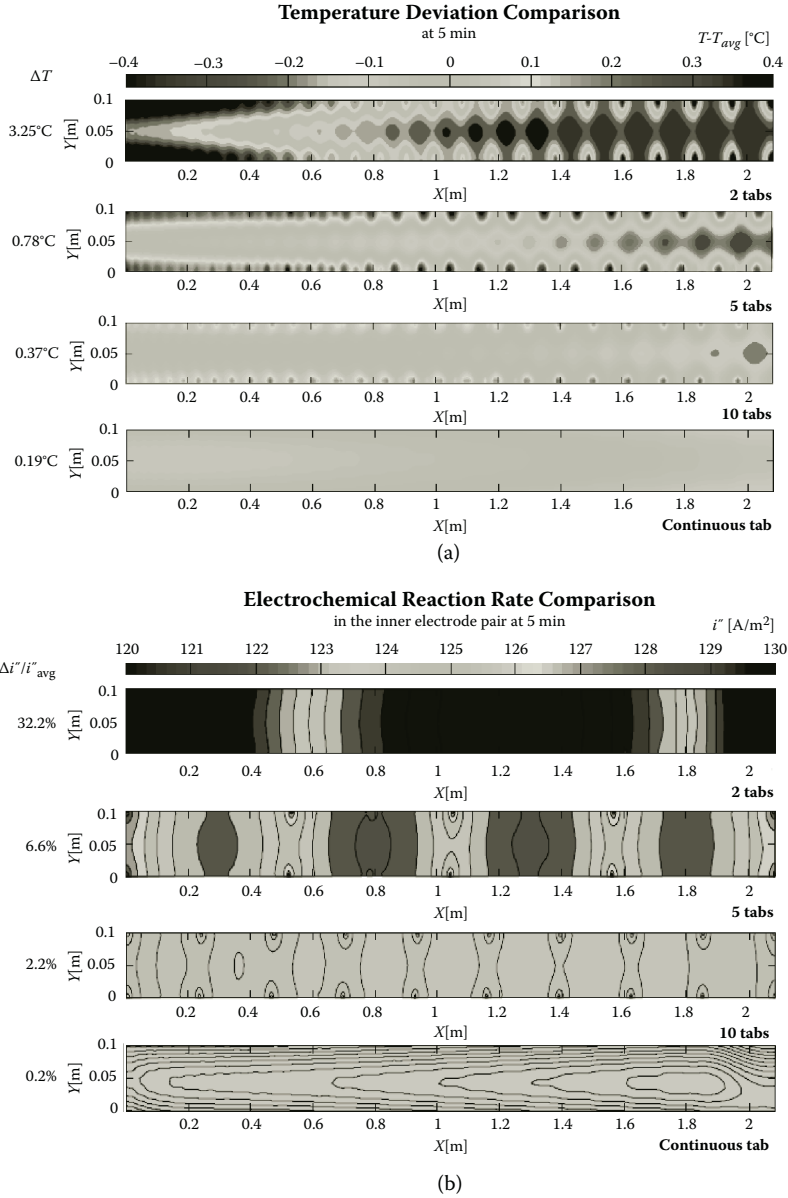 Temperature Deviation Comparison
at 5 min
T-Tavg [°C]
−0.4 −0.3 −0.2 −0.1 0 0.1 0.2 0.3 0.4
ΔT
0.1
3.25°C Y[m] 0.05
0
0.2 0.4 0.6 0.8 1 1.2 1.4 1.6 1.8 2
X[m]
2 tabs
0.1
0.78°C Y[m] 0.05
0
0.2 0.4 0.6 0.8 1 1.2 1.4 1.6 1.8 2
X[m]
5 tabs
0.1
0.37°C Y[m] 0.05
0
0.2 0.4 0.6 0.8 1 1.2 1.4 1.6 1.8 2
X[m]
10 tabs
0.1
0.19°C Y[m] 0.05
0
0.2 0.4 0.6 0.8 1 1.2 1.4 1.6 1.8 2
X[m]
Continuous tab
(a)
Electrochemical Reaction Rate Comparison
in the inner electrode pair at 5 min
i″ [A/m²]
120 121 122 123 124 125 126 127 128 129 130
Δi″/i″avg
0.1
32.2% Y[m] 0.05
0
0.2 0.4 0.6 0.8 1 1.2 1.4 1.6 1.8 2
X[m]
2 tabs
0.1
6.6% Y[m] 0.05
0
0.2 0.4 0.6 0.8 1 1.2 1.4 1.6 1.8 2
X[m]
5 tabs
0.1
2.2% Y[m] 0.05
0
0.2 0.4 0.6 0.8 1 1.2 1.4 1.6 1.8 2
X[m]
10 tabs
0.1
0.2% Y[m] 0.05
0
0.2 0.4 0.6 0.8 1 1.2 1.4 1.6 1.8 2
X[m]
Continuous tab
(b)